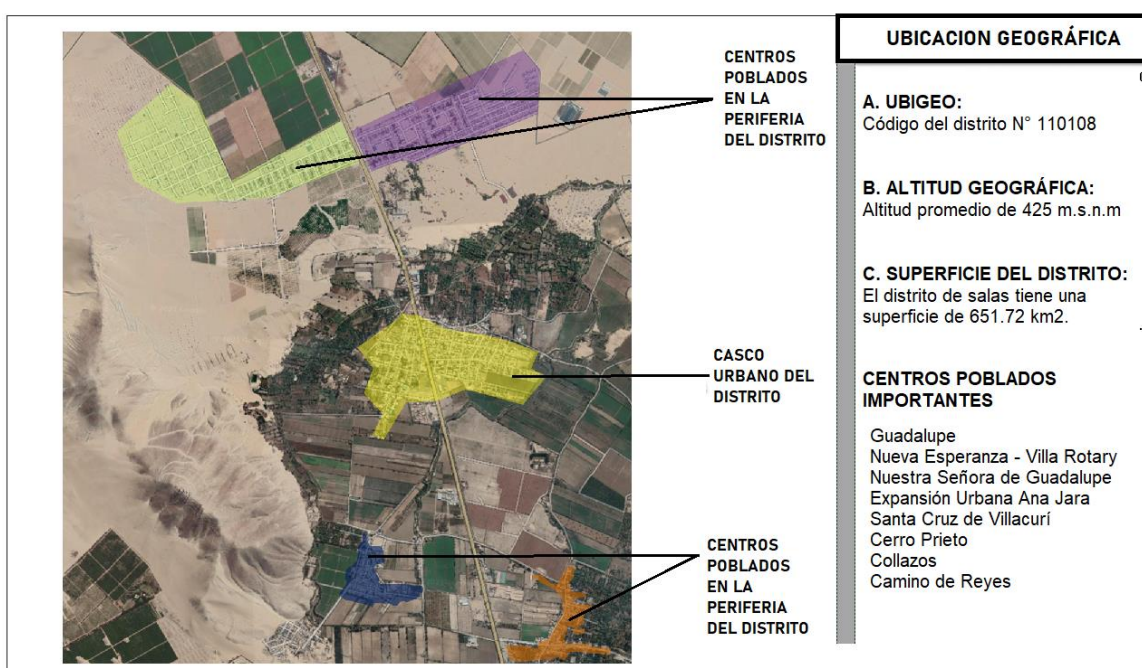 CENTROS
POBLADOS
EN LA
PERIFERIA
DEL DISTRITO
CASCO
URBANO DEL
DISTRITO
CENTROS
POBLADOS
EN LA
PERIFERIA
DEL DISTRITO
UBICACION GEOGRÁFICA
A. UBIGEO:
Código del distrito N° 110108
B. ALTITUD GEOGRÁFICA:
Altitud promedio de 425 m.s.n.m
C. SUPERFICIE DEL DISTRITO:
El distrito de salas tiene una
superficie de 651.72 km2.
CENTROS POBLADOS
IMPORTANTES
Guadalupe
Nueva Esperanza - Villa Rotary
Nuestra Señora de Guadalupe
Expansión Urbana Ana Jara
Santa Cruz de Villacurí
Cerro Prieto
Collazos
Camino de Reyes